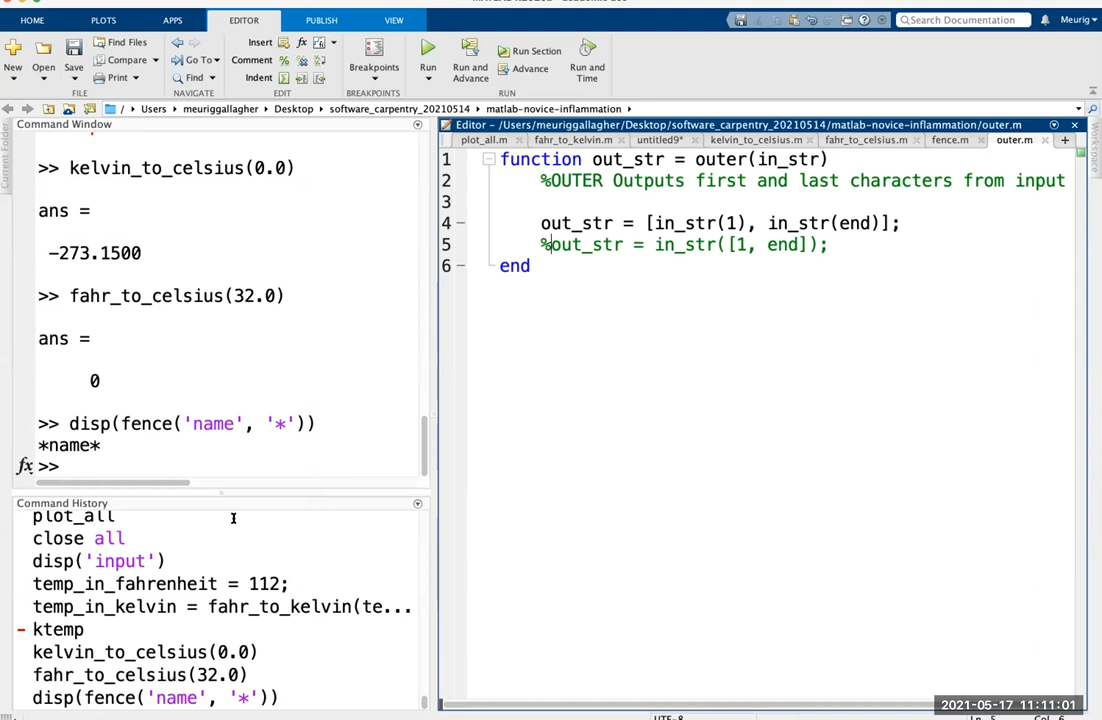 HOME PLOTS APPS EDITOR PUBLISH VIEW
Search Documentation
Meurig
New
Open
Save
Find Files
Compare
Print
FILE
Go To
Find
NAVIGATE
Insert
fx
Comment
%
Indent
EDIT
Breakpoints
BREAKPOINTS
Run
Run and Advance
Run Section
Advance
Run and Time
RUN
/ Users meuriggallagher Desktop software_carpentry_20210514 matlab-novice-inflammation
Current Folder
Command Window
>> kelvin_to_celsius(0.0)
ans =
-273.1500
>> fahr_to_celsius(32.0)
ans =
0
>> disp(fence('name', '*'))
*name*
fx >>
Command History
plot_all
close all
disp('input')
temp_in_fahrenheit = 112;
temp_in_kelvin = fahr_to_kelvin(te...
ktemp
kelvin_to_celsius(0.0)
fahr_to_celsius(32.0)
disp(fence('name', '*'))
Editor - /Users/meuriggallagher/Desktop/software_carpentry_20210514/matlab-novice-inflammation/outer.m
plot_all.m fahr_to_kelvin.m untitled9* kelvin_to_celsius.m fahr_to_celsius.m fence.m outer.m
1 function out_str = outer(in_str)
2 %OUTER Outputs first and last characters from input
3
4 out_str = [in_str(1), in_str(end)];
5 %out_str = in_str([1, end]);
6 end
Workspace
2021-05-17 11:11:01